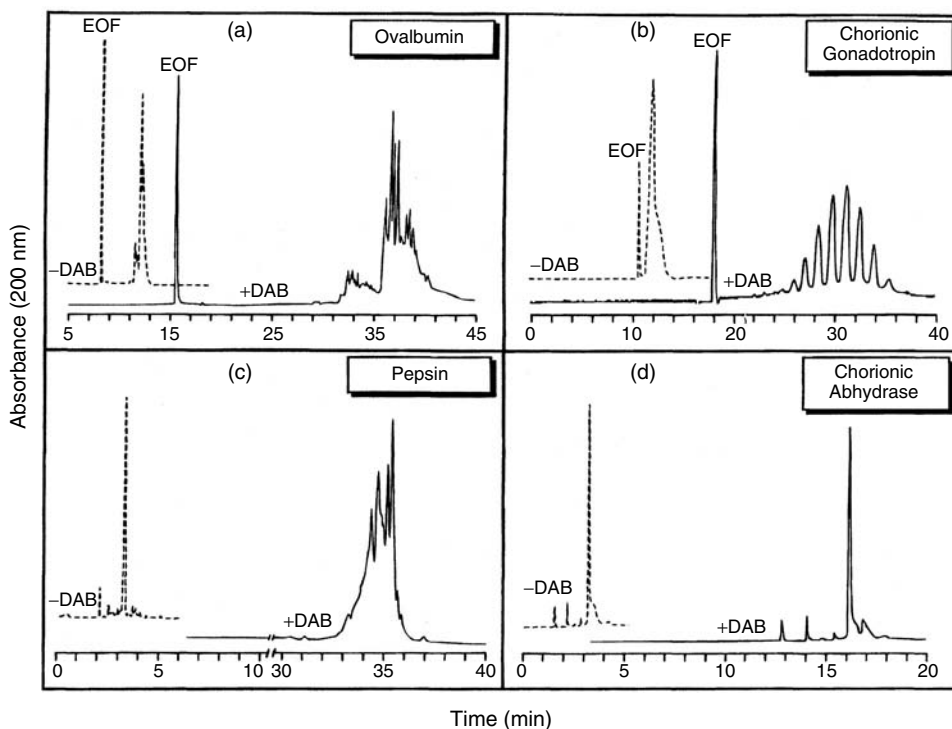 (a)
Ovalbumin
EOF
EOF
−DAB
+DAB
5 15 25 35 45
(b)
Chorionic
Gonadotropin
EOF
EOF
−DAB
+DAB
0 10 20 30 40
Absorbance (200 nm)
(c)
Pepsin
−DAB
+DAB
0 5 10 30 35 40
(d)
Chorionic
Abhydrase
−DAB
+DAB
0 5 10 15 20
Time (min)